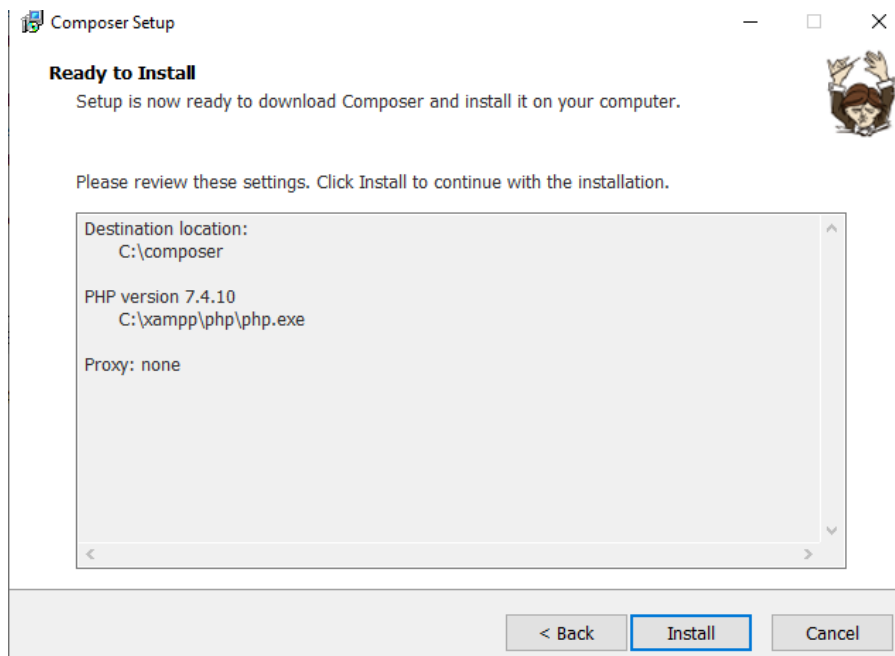 Composer Setup
Ready to Install
Setup is now ready to download Composer and install it on your computer.
Please review these settings. Click Install to continue with the installation.
Destination location:
C:\composer
PHP version 7.4.10
C:\xampp\php\php.exe
Proxy: none
< Back
Install
Cancel